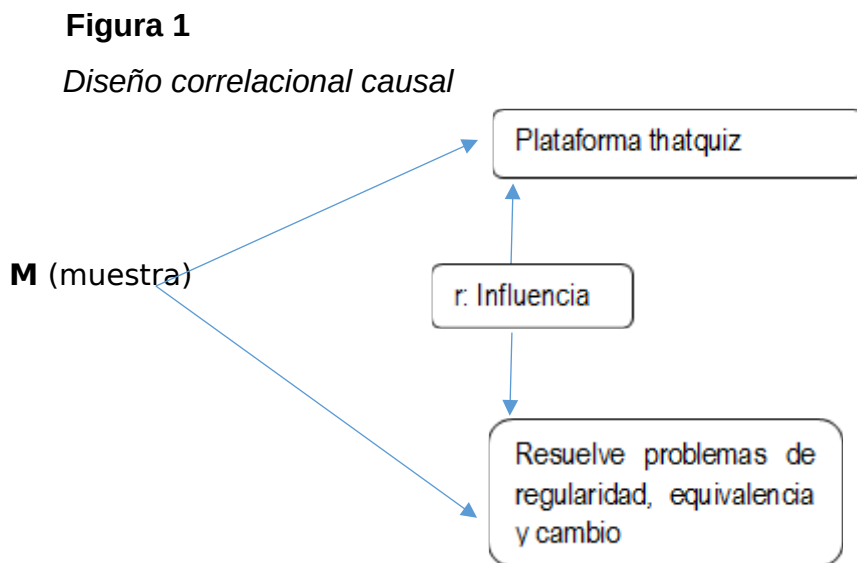 Figura 1
Diseño correlacional causal
Plataforma thatquiz
M (muestra)
r: Influencia
Resuelve problemas de
regularidad, equivalencia
y cambio